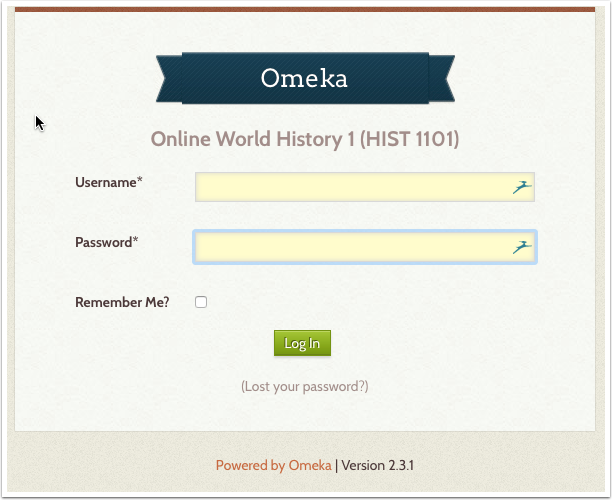 Omeka
Online World History 1 (HIST 1101)
Username*
Password*
Remember Me?
Log In
(Lost your password?)
Powered by Omeka | Version 2.3.1